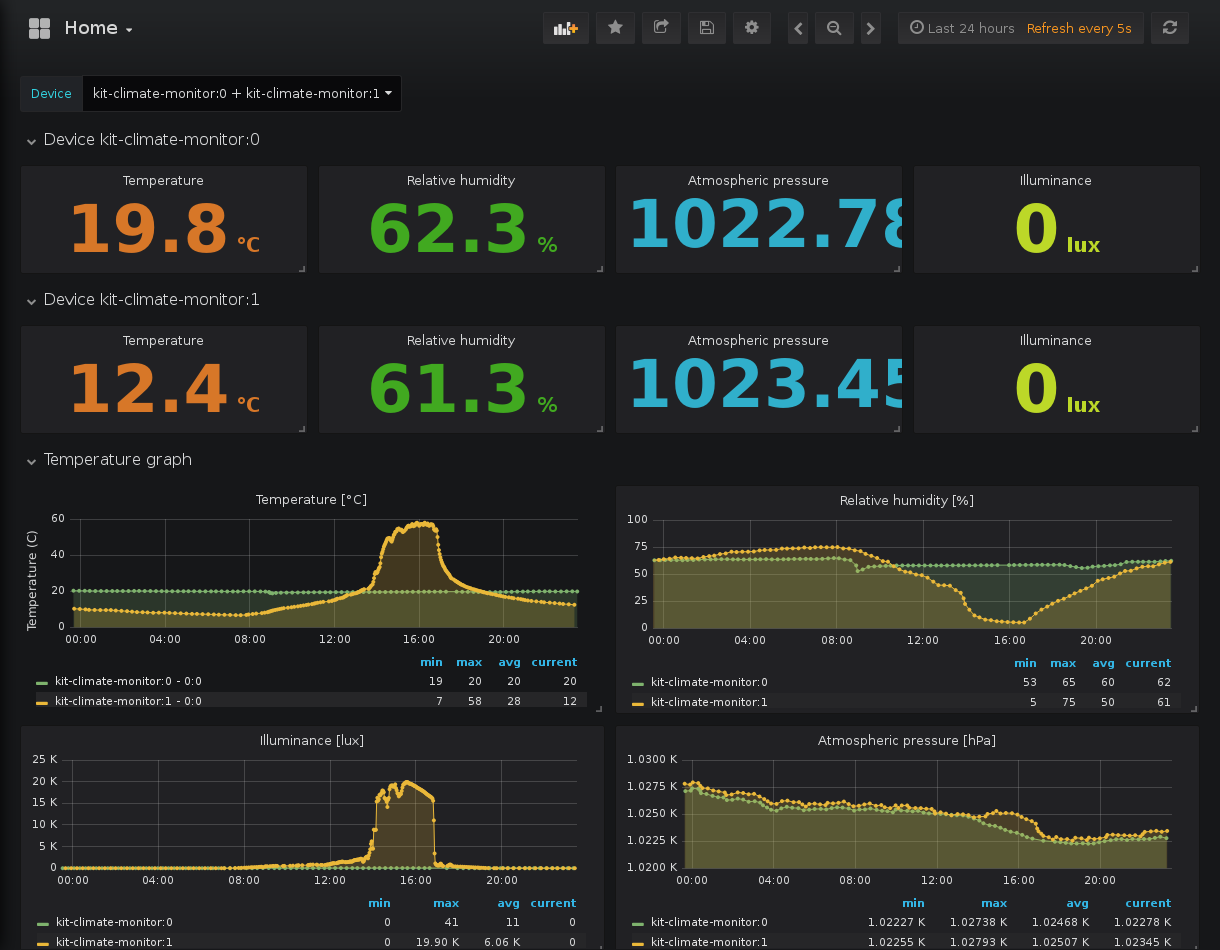 Home
Last 24 hours Refresh every 5s
Device kit-climate-monitor:0 + kit-climate-monitor:1
Device kit-climate-monitor:0
Temperature Relative humidity Atmospheric pressure Illuminance
19.8 °C 62.3 % 1022.78 0 lux
Device kit-climate-monitor:1
Temperature Relative humidity Atmospheric pressure Illuminance
12.4 °C 61.3 % 1023.45 0 lux
Temperature graph
Temperature [°C]
Temperature (C)
60
40
20
0
00:00 04:00 08:00 12:00 16:00 20:00
min max avg current
kit-climate-monitor:0 - 0:0 19 20 20 20
kit-climate-monitor:1 - 0:0 7 58 28 12
Relative humidity [%]
100
75
50
25
0
00:00 04:00 08:00 12:00 16:00 20:00
min max avg current
kit-climate-monitor:0 53 65 60 62
kit-climate-monitor:1 5 75 50 61
Illuminance [lux]
25 K
20 K
15 K
10 K
5 K
0
00:00 04:00 08:00 12:00 16:00 20:00
min max avg current
kit-climate-monitor:0 0 41 11 0
kit-climate-monitor:1 0 19.90 K 6.06 K 0
Atmospheric pressure [hPa]
1.0300 K
1.0275 K
1.0250 K
1.0225 K
1.0200 K
00:00 04:00 08:00 12:00 16:00 20:00
min max avg current
kit-climate-monitor:0 1.02227 K 1.02738 K 1.02468 K 1.02278 K
kit-climate-monitor:1 1.02255 K 1.02793 K 1.02507 K 1.02345 K